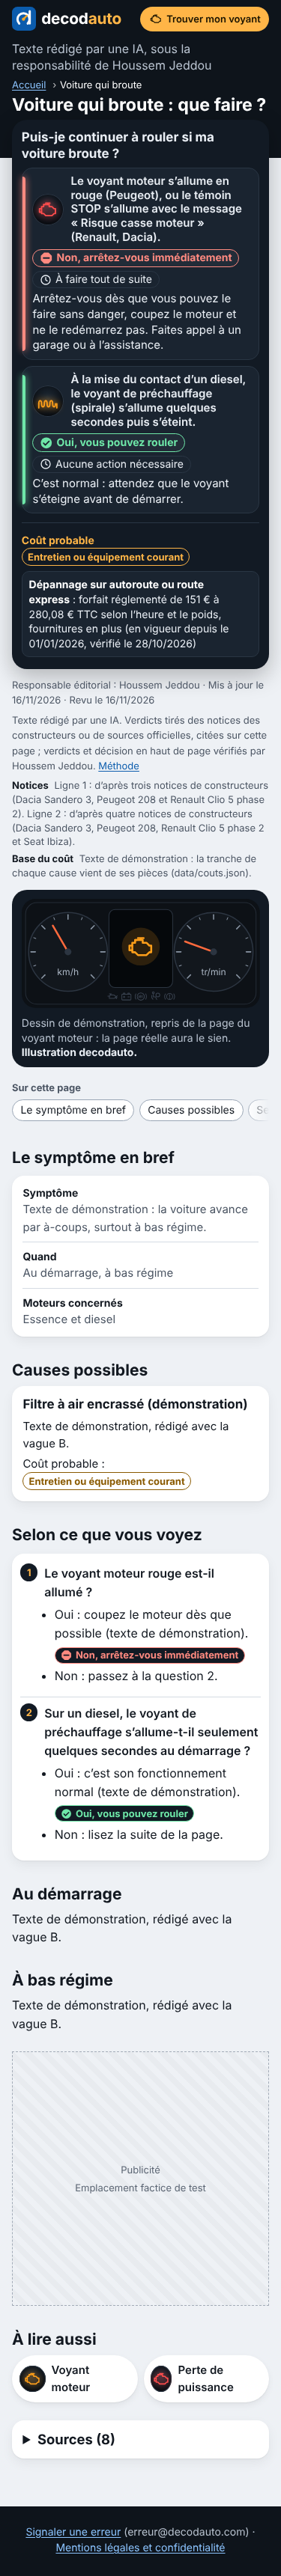 decodauto
Trouver mon voyant
Texte rédigé par une IA, sous la
responsabilité de Houssem Jeddou
Accueil › Voiture qui broute
Voiture qui broute : que faire ?
Puis-je continuer à rouler si ma
voiture broute ?
Le voyant moteur s’allume en
rouge (Peugeot), ou le témoin
STOP s’allume avec le message
« Risque casse moteur »
(Renault, Dacia).
Non, arrêtez-vous immédiatement
À faire tout de suite
Arrêtez-vous dès que vous pouvez le
faire sans danger, coupez le moteur et
ne le redémarrez pas. Faites appel à un
garage ou à l’assistance.
À la mise du contact d’un diesel,
le voyant de préchauffage
(spirale) s’allume quelques
secondes puis s’éteint.
Oui, vous pouvez rouler
Aucune action nécessaire
C’est normal : attendez que le voyant
s’éteigne avant de démarrer.
Coût probable
Entretien ou équipement courant
Dépannage sur autoroute ou route
express : forfait réglementé de 151 € à
280,08 € TTC selon l’heure et le poids,
fournitures en plus (en vigueur depuis le
01/01/2026, vérifié le 28/10/2026)
Responsable éditorial : Houssem Jeddou · Mis à jour le
16/11/2026 · Revu le 16/11/2026
Texte rédigé par une IA. Verdicts tirés des notices des
constructeurs ou de sources officielles, citées sur cette
page ; verdicts et décision en haut de page vérifiés par
Houssem Jeddou. Méthode
Notices Ligne 1 : d’après trois notices de constructeurs
(Dacia Sandero 3, Peugeot 208 et Renault Clio 5 phase
2). Ligne 2 : d’après quatre notices de constructeurs
(Dacia Sandero 3, Peugeot 208, Renault Clio 5 phase 2
et Seat Ibiza).
Base du coût Texte de démonstration : la tranche de
chaque cause vient de ses pièces (data/couts.json).
km/h
tr/min
Dessin de démonstration, repris de la page du
voyant moteur : la page réelle aura le sien.
Illustration decodauto.
Sur cette page
Le symptôme en bref
Causes possibles
Se
Le symptôme en bref
Symptôme
Texte de démonstration : la voiture avance
par à-coups, surtout à bas régime.
Quand
Au démarrage, à bas régime
Moteurs concernés
Essence et diesel
Causes possibles
Filtre à air encrassé (démonstration)
Texte de démonstration, rédigé avec la
vague B.
Coût probable :
Entretien ou équipement courant
Selon ce que vous voyez
1 Le voyant moteur rouge est-il
allumé ?
• Oui : coupez le moteur dès que
possible (texte de démonstration).
Non, arrêtez-vous immédiatement
• Non : passez à la question 2.
2 Sur un diesel, le voyant de
préchauffage s’allume-t-il seulement
quelques secondes au démarrage ?
• Oui : c’est son fonctionnement
normal (texte de démonstration).
Oui, vous pouvez rouler
• Non : lisez la suite de la page.
Au démarrage
Texte de démonstration, rédigé avec la
vague B.
À bas régime
Texte de démonstration, rédigé avec la
vague B.
Publicité
Emplacement factice de test
À lire aussi
Voyant
moteur
Perte de
puissance
Sources (8)
Signaler une erreur (erreur@decodauto.com) ·
Mentions légales et confidentialité